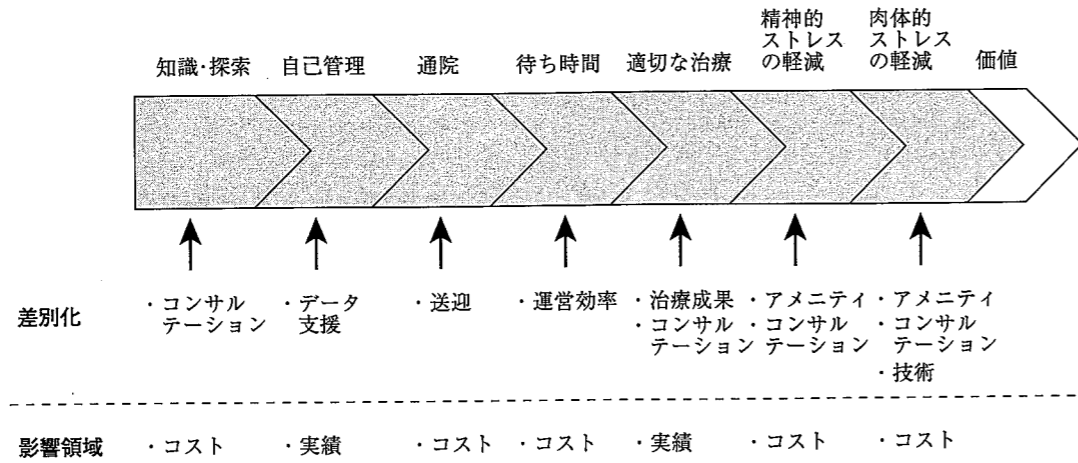 精神的
ストレス
の軽減
肉体的
ストレス
の軽減
知識・探索
自己管理
通院
待ち時間
適切な治療
価値
差別化
・コンサル
テーション
・データ
支援
・送迎
・運営効率
・治療成果
・コンサル
テーション
・アメニティ
・コンサル
テーション
・アメニティ
・コンサル
テーション
・技術
影響領域
・コスト
・実績
・コスト
・コスト
・実績
・コスト
・コスト